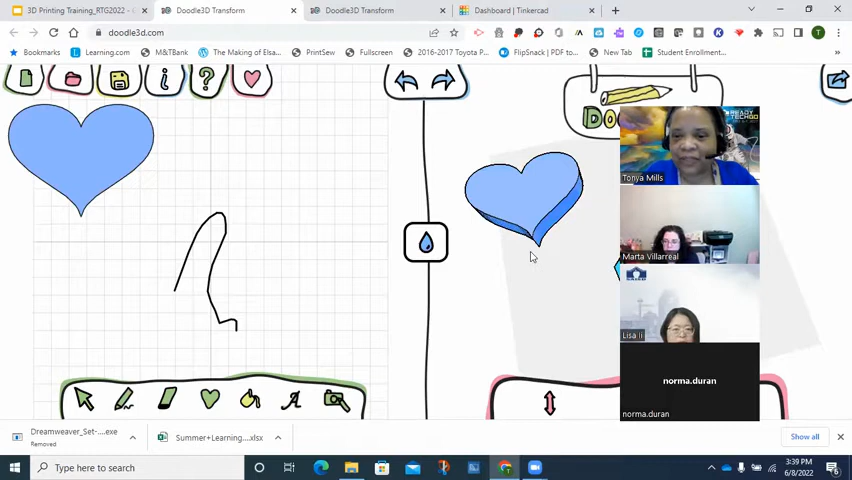 3D Printing Training_RTG2022 -
Doodle3D Transform
Doodle3D Transform
Dashboard | Tinkercad
doodle3d.com
Bookmarks
Learning.com
M&TBank
The Making of Elsa...
PrintSew
Fullscreen
2016-2017 Toyota P...
FlipSnack | PDF to...
New Tab
Student Enrollment...
DOO
READY
TECHGO
Tonya Mills
Marta Villarreal
Lisa li
norma.duran
norma.duran
Dreamweaver_Set-....exe
Removed
Summer+Learning....xlsx
Show all
Type here to search
3:39 PM
6/8/2022